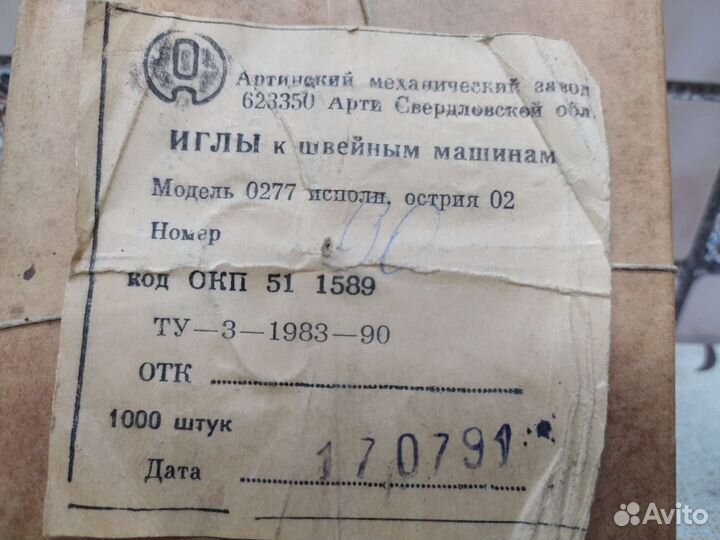 О
Артинский механический завод
623350 Арти Свердловской обл.
ИГЛЫ к швейным машинам
Модель 0277 исполн. острия 02
Номер 90
код ОКП 51 1589
ТУ—3—1983—90
ОТК
1000 штук
Дата 170791
Avito